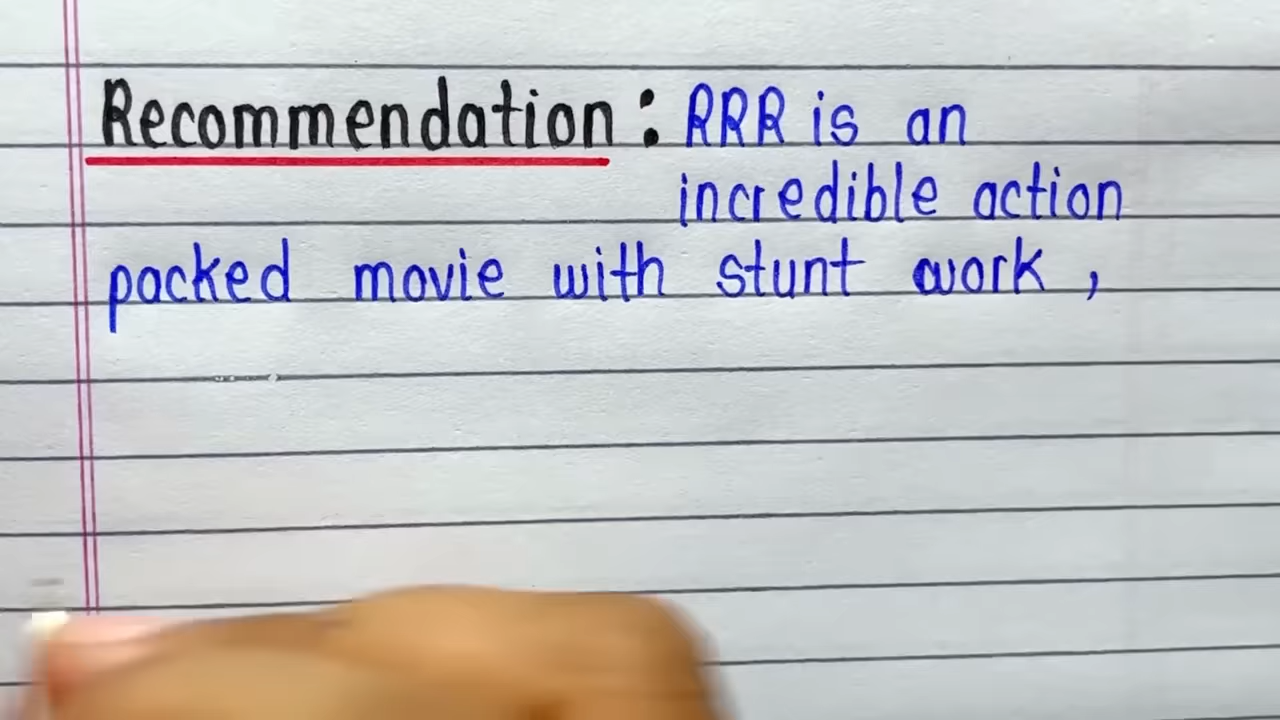 Recommendation : RRR is an
incredible action
packed movie with stunt work ,